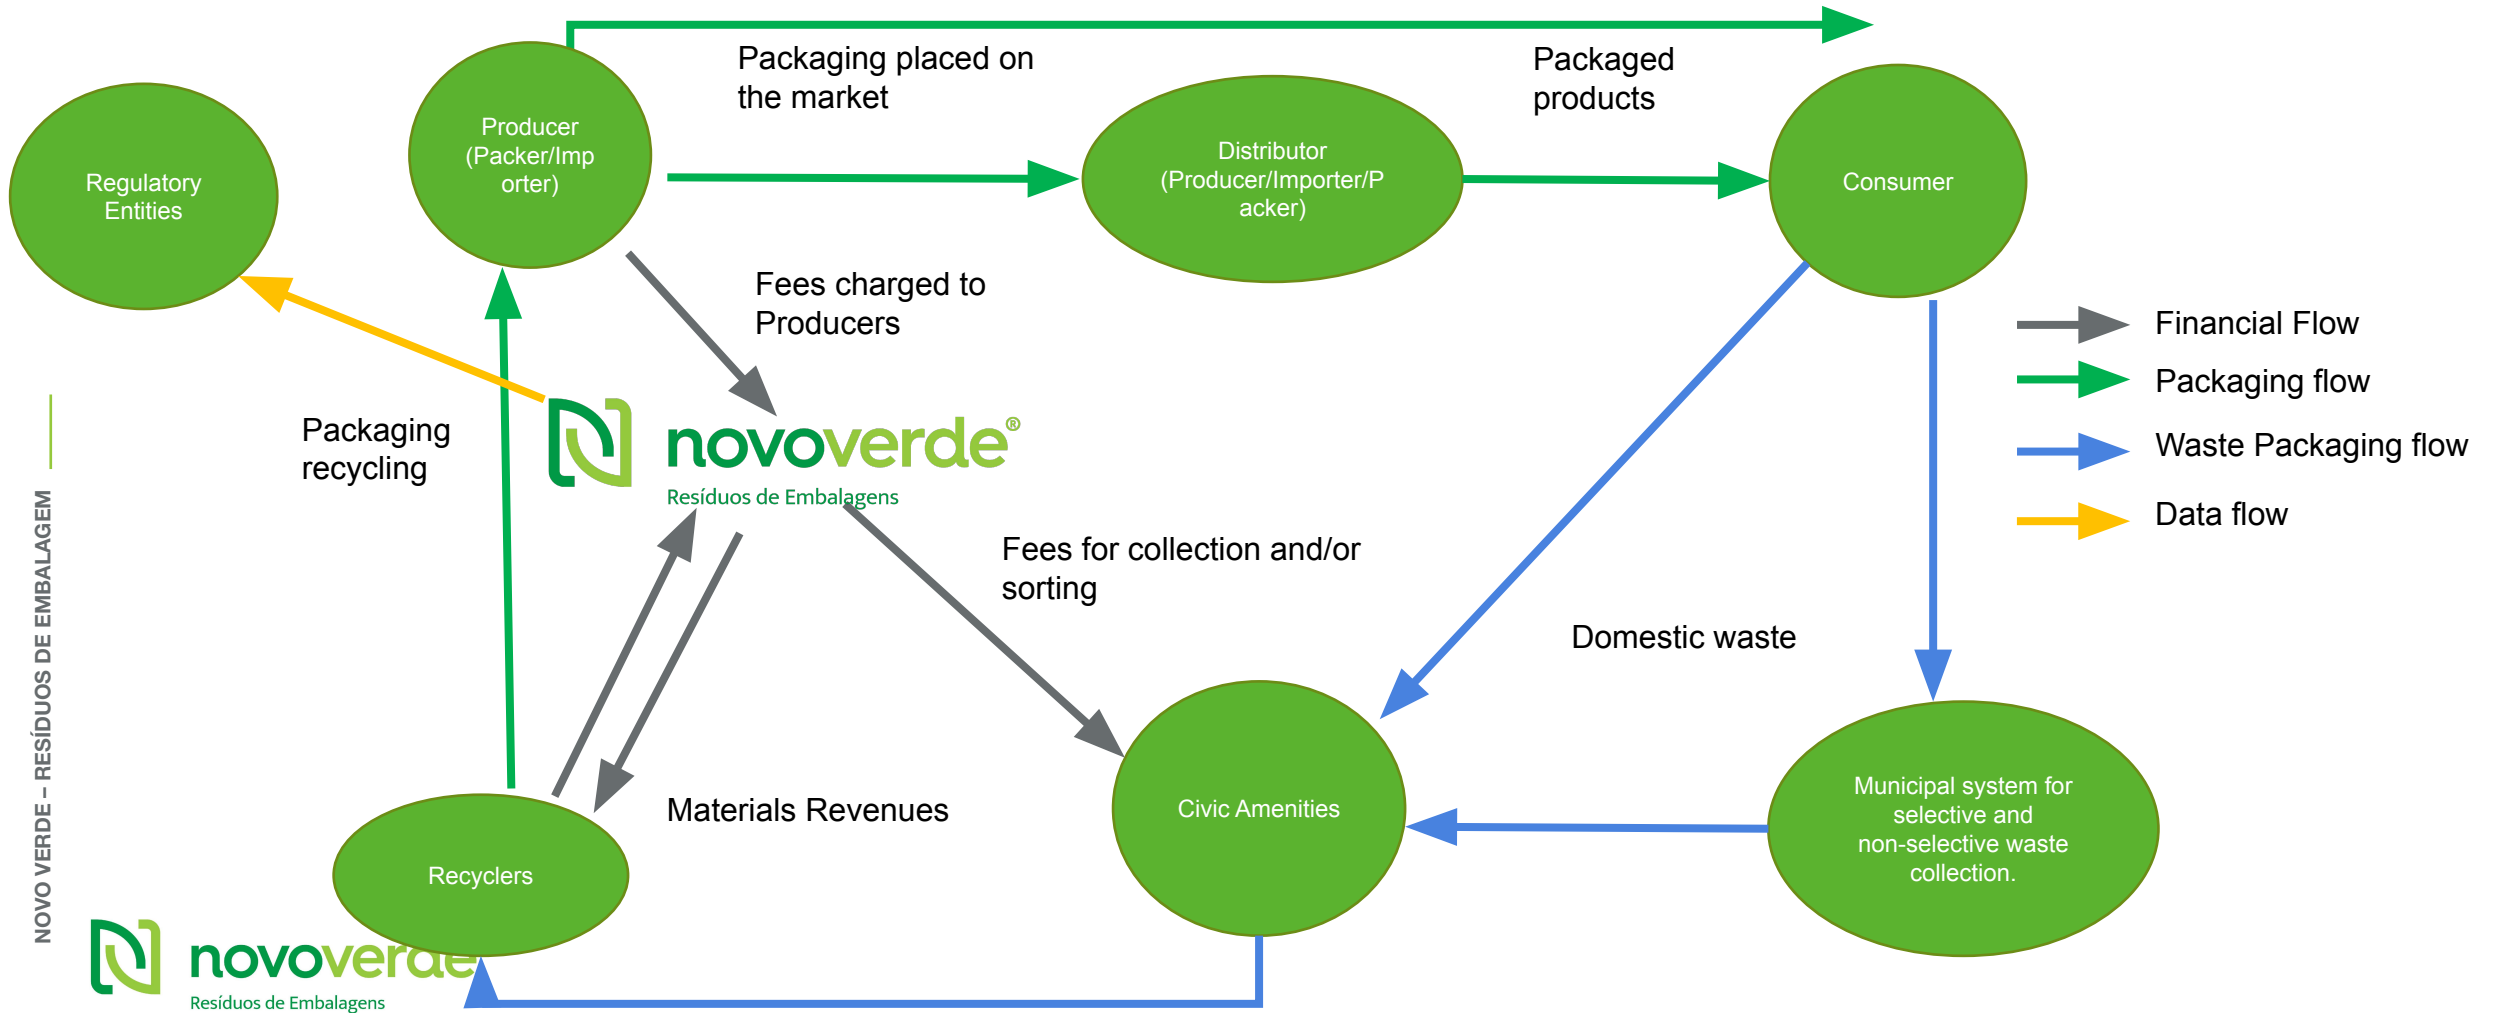 Packaging placed on
the market
Packaged
products
Producer
(Packer/Imp
orter)
Distributor
(Producer/Importer/P
acker)
Consumer
Regulatory
Entities
Fees charged to
Producers
Financial Flow
Packaging flow
Waste Packaging flow
Data flow
Packaging
recycling
novoverde®
Resíduos de Embalagens
Fees for collection and/or
sorting
Domestic waste
Materials Revenues
Civic Amenities
Municipal system for
selective and
non-selective waste
collection.
Recyclers
NOVO VERDE – RESÍDUOS DE EMBALAGEM
novoverde
Resíduos de Embalagens